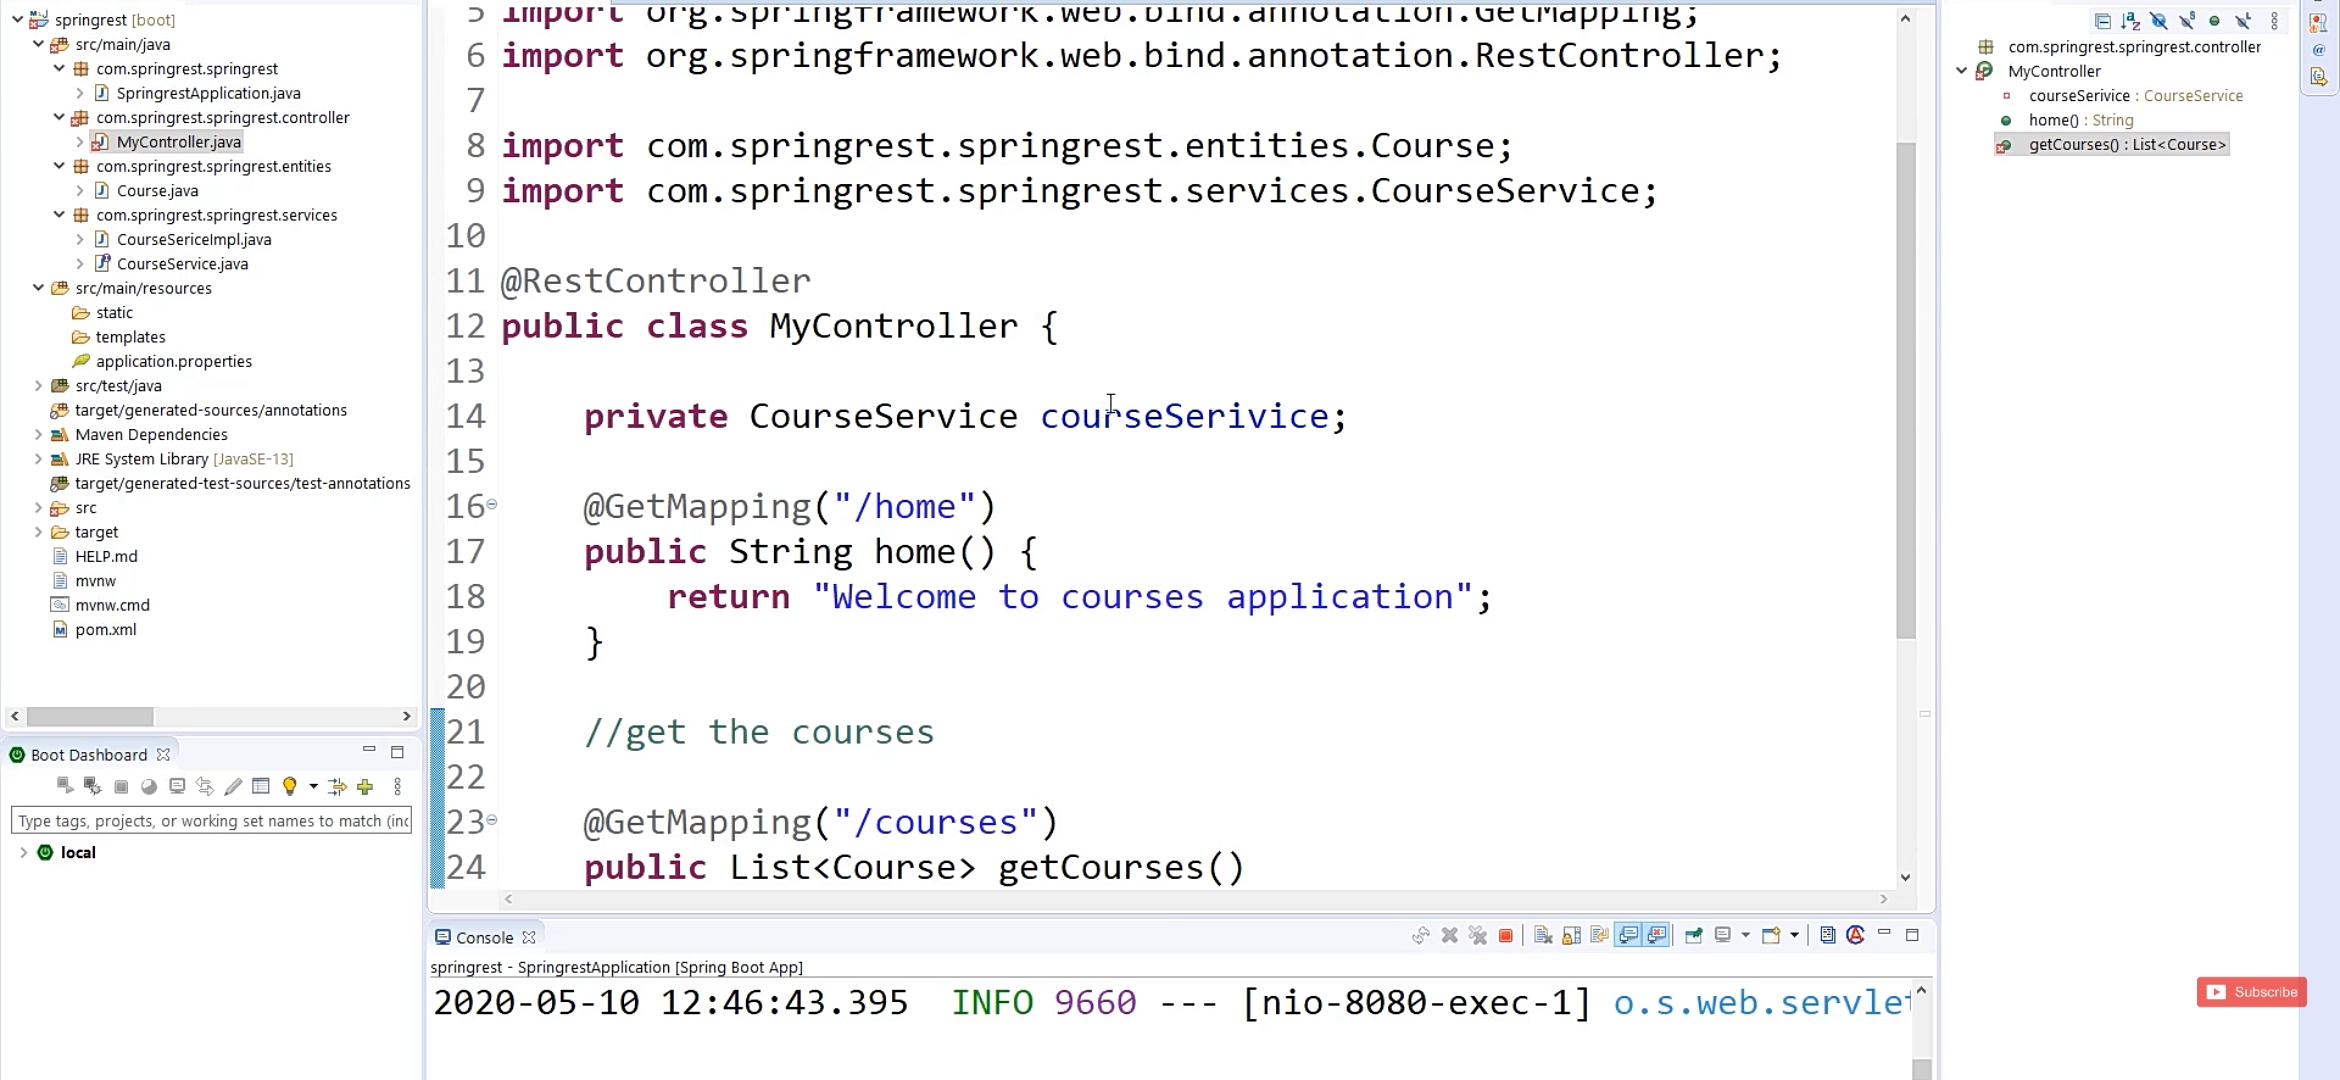 springrest [boot]
src/main/java
com.springrest.springrest
SpringrestApplication.java
com.springrest.springrest.controller
MyController.java
com.springrest.springrest.entities
Course.java
com.springrest.springrest.services
CourseSericeImpl.java
CourseService.java
src/main/resources
static
templates
application.properties
src/test/java
target/generated-sources/annotations
Maven Dependencies
JRE System Library [JavaSE-13]
target/generated-test-sources/test-annotations
src
target
HELP.md
mvnw
mvnw.cmd
pom.xml
Boot Dashboard
Type tags, projects, or working set names to match (inc
local
5 import org.springframework.web.bind.annotation.GetMapping;
6 import org.springframework.web.bind.annotation.RestController;
7
8 import com.springrest.springrest.entities.Course;
9 import com.springrest.springrest.services.CourseService;
10
11 @RestController
12 public class MyController {
13
14 private CourseService courseSerivice;
15
16 @GetMapping("/home")
17 public String home() {
18 return "Welcome to courses application";
19 }
20
21 //get the courses
22
23 @GetMapping("/courses")
24 public List<Course> getCourses()
Console
springrest - SpringrestApplication [Spring Boot App]
2020-05-10 12:46:43.395 INFO 9660 --- [nio-8080-exec-1] o.s.web.servlet
com.springrest.springrest.controller
MyController
courseSerivice : CourseService
home() : String
getCourses() : List<Course>
Subscribe